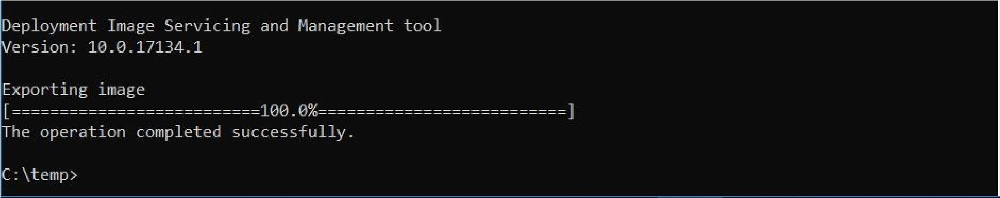 Deployment Image Servicing and Management tool
Version: 10.0.17134.1
Exporting image
[==========================100.0%==========================]
The operation completed successfully.
C:\temp>